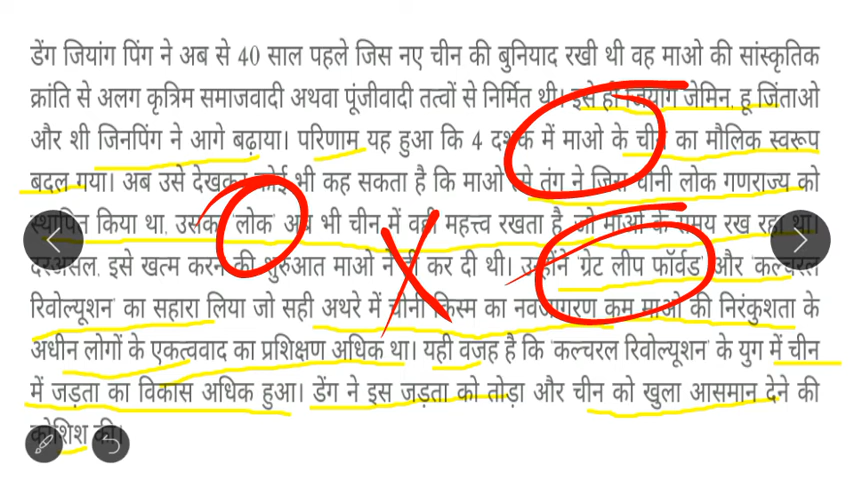 डेंग जियांग पिंग ने अब से 40 साल पहले जिस नए चीन की बुनियाद रखी थी वह माओ की सांस्कृतिक
क्रांति से अलग कृत्रिम समाजवादी अथवा पूंजीवादी तत्वों से निर्मित थी। इसे ही जियांग जेमिन, हू जिंताओ
और शी जिनपिंग ने आगे बढ़ाया। परिणाम यह हुआ कि 4 दशक में माओ के चीन का मौलिक स्वरूप
बदल गया। अब उसे देखकर कोई भी कह सकता है कि माओ त्से तुंग ने जिस चीनी लोक गणराज्य को
स्थापित किया था, उसका 'लोक' अब भी चीन में वही महत्त्व रखता है, जो माओ के समय रख रहा था।
दरअसल, इसे खत्म करने की शुरुआत माओ ने ही कर दी थी। उन्होंने 'ग्रेट लीप फॉर्वर्ड' और 'कल्चरल
रिवोल्यूशन' का सहारा लिया जो सही अथरे में चीनी किस्म का नवजागरण कम माओ की निरंकुशता के
अधीन लोगों के एकत्ववाद का प्रशिक्षण अधिक था। यही वजह है कि 'कल्चरल रिवोल्यूशन' के युग में चीन
में जड़ता का विकास अधिक हुआ। डेंग ने इस जड़ता को तोड़ा और चीन को खुला आसमान देने की
कोशिश की।